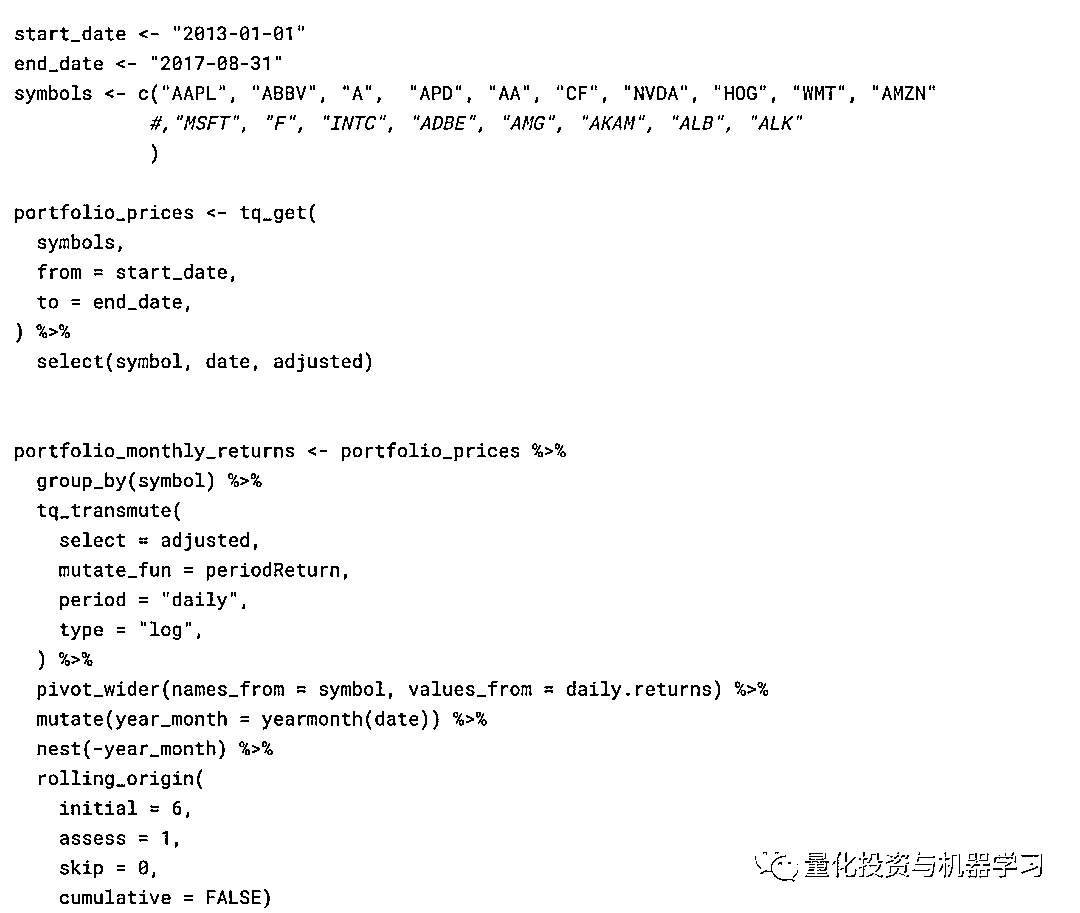 start_date <- "2013-01-01"
end_date <- "2017-08-31"
symbols <- c("AAPL", "ABBV", "A",  "APD", "AA", "CF", "NVDA", "HOG", "WMT", "AMZN"
            #,"MSFT", "F", "INTC", "ADBE", "AMG", "AKAM", "ALB", "ALK"
            )
portfolio_prices <- tq_get(
  symbols,
  from = start_date,
  to = end_date,
) %>%
  select(symbol, date, adjusted)
portfolio_monthly_returns <- portfolio_prices %>%
  group_by(symbol) %>%
  tq_transmute(
    select = adjusted,
    mutate_fun = periodReturn,
    period = "daily",
    type = "log",
  ) %>%
  pivot_wider(names_from = symbol, values_from = daily.returns) %>%
  mutate(year_month = yearmonth(date)) %>%
  nest(-year_month) %>%
  rolling_origin(
    initial = 6,
    assess = 1,
    skip = 0,
    cumulative = FALSE)
量化投资与机器学习